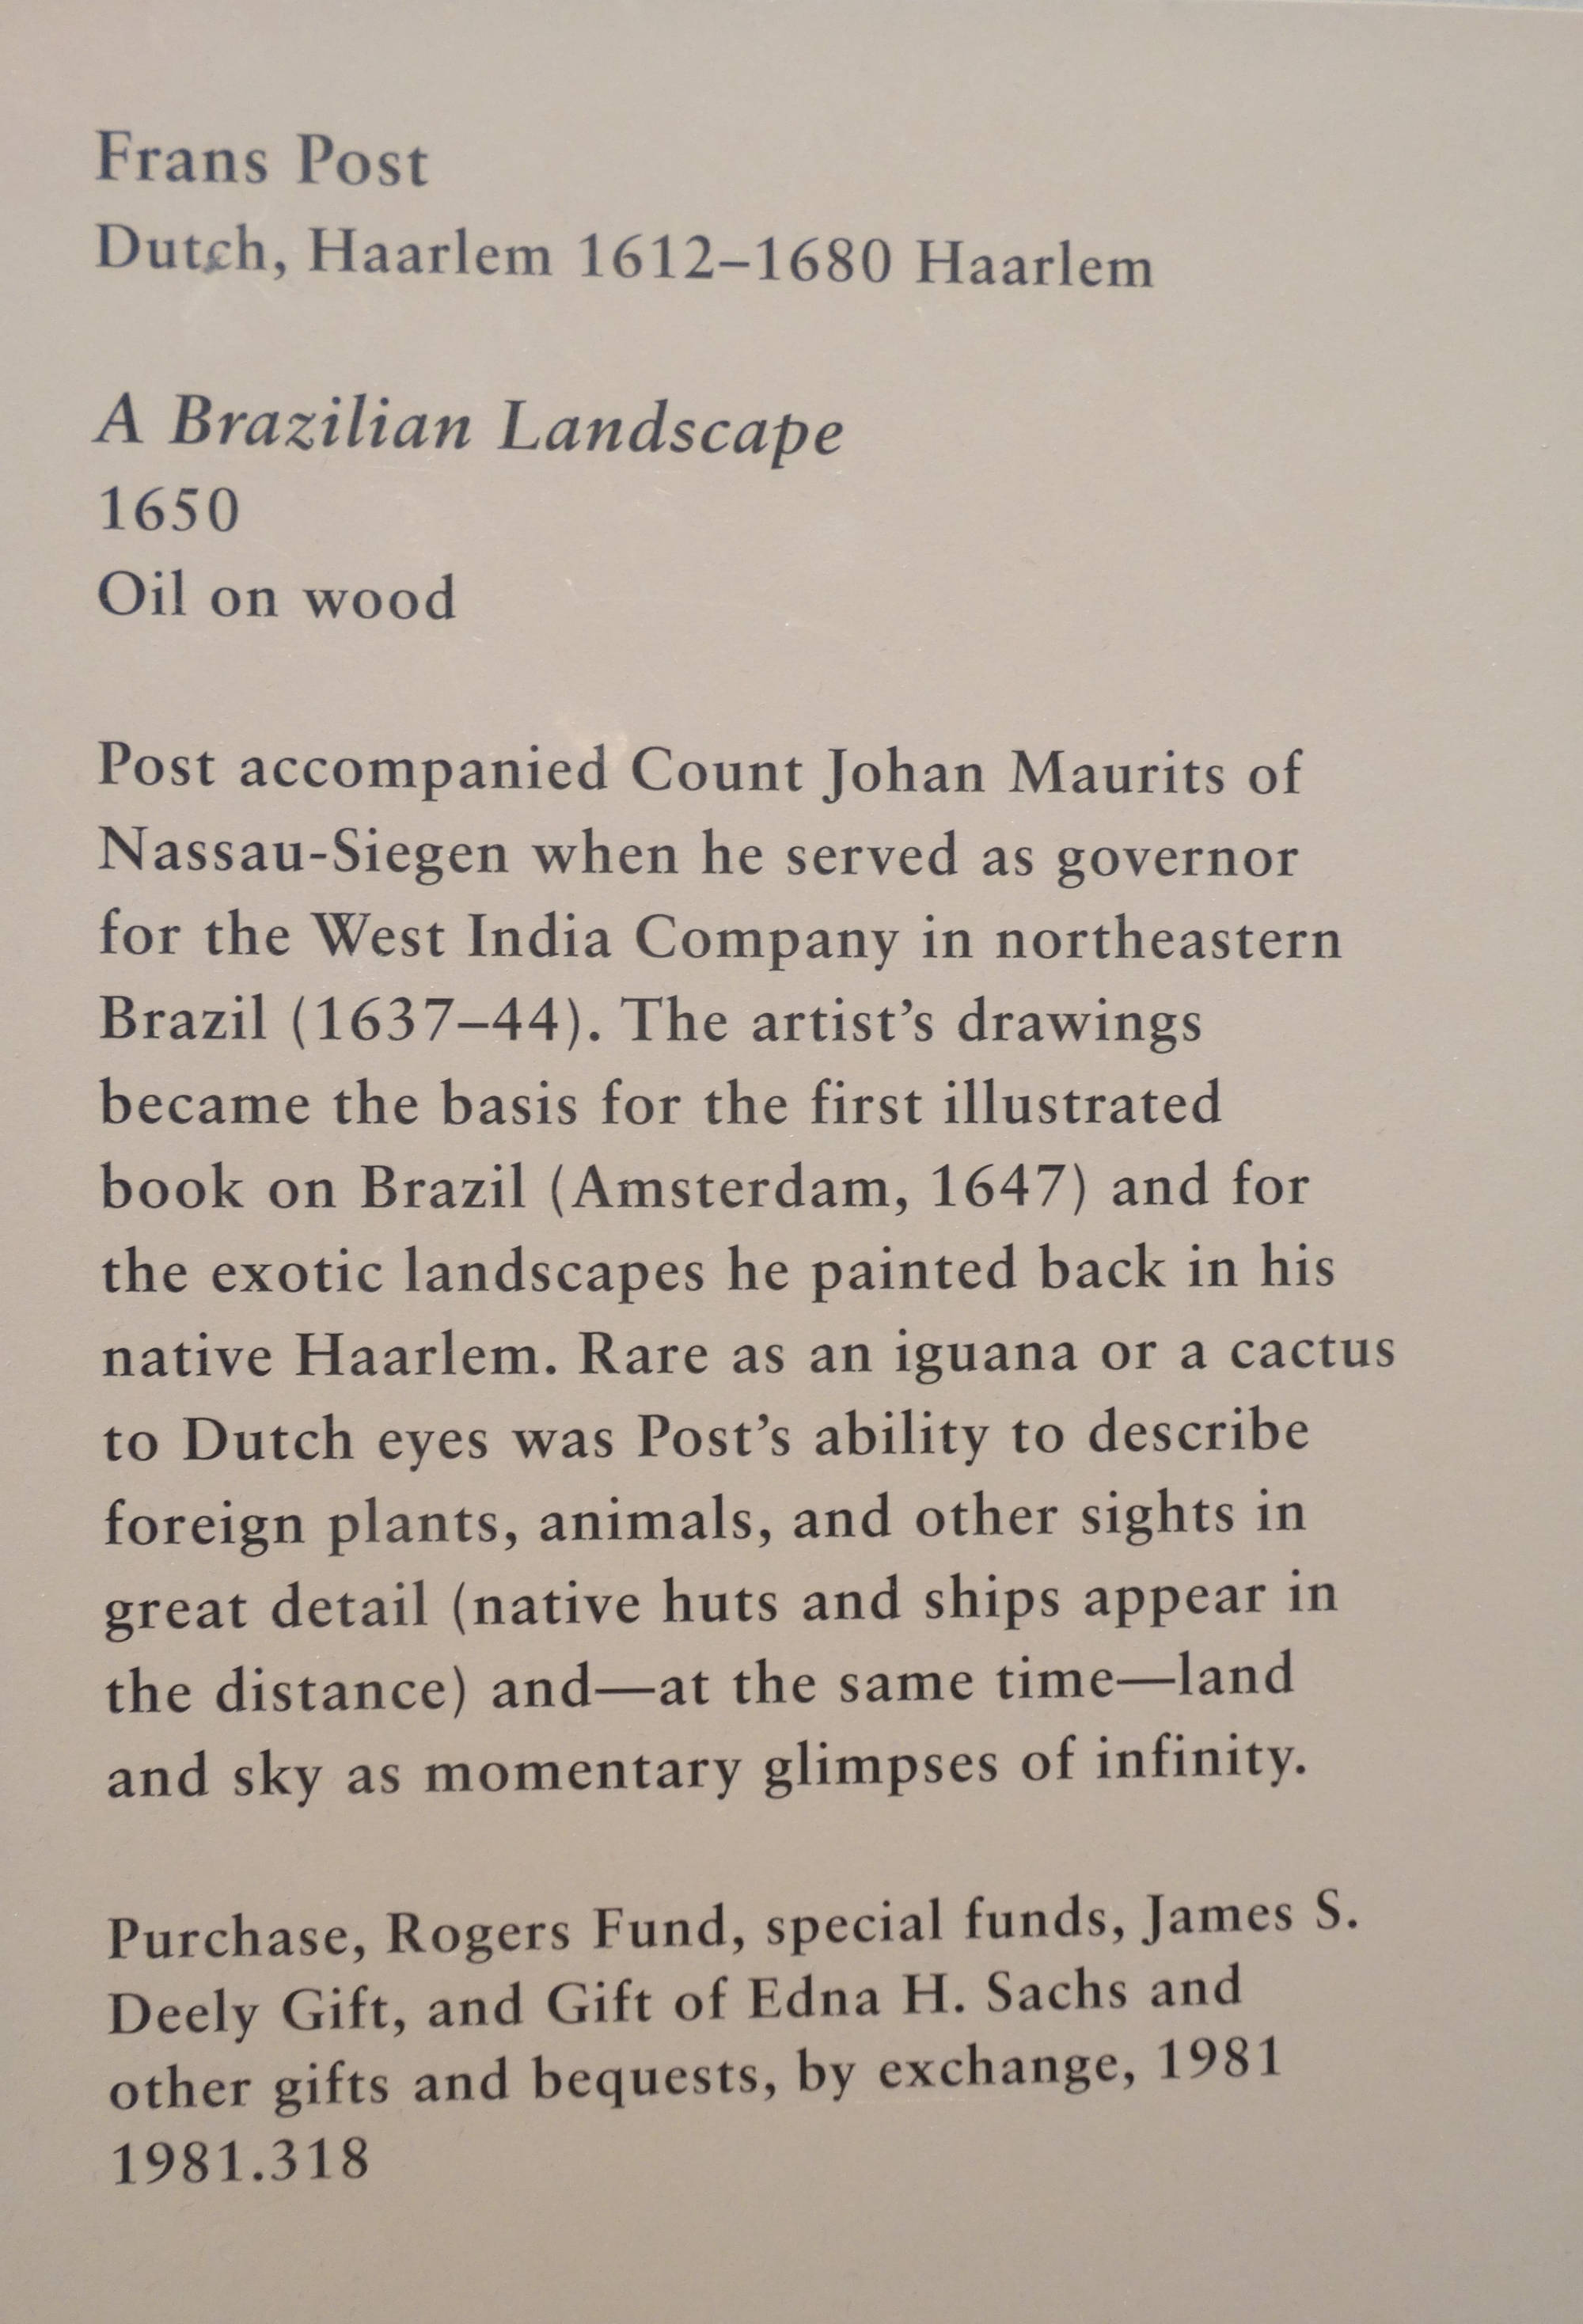 Frans Post
Dutch, Haarlem 1612–1680 Haarlem
A Brazilian Landscape
1650
Oil on wood
Post accompanied Count Johan Maurits of
Nassau-Siegen when he served as governor
for the West India Company in northeastern
Brazil (1637–44). The artist’s drawings
became the basis for the first illustrated
book on Brazil (Amsterdam, 1647) and for
the exotic landscapes he painted back in his
native Haarlem. Rare as an iguana or a cactus
to Dutch eyes was Post’s ability to describe
foreign plants, animals, and other sights in
great detail (native huts and ships appear in
the distance) and—at the same time—land
and sky as momentary glimpses of infinity.
Purchase, Rogers Fund, special funds, James S.
Deely Gift, and Gift of Edna H. Sachs and
other gifts and bequests, by exchange, 1981
1981.318